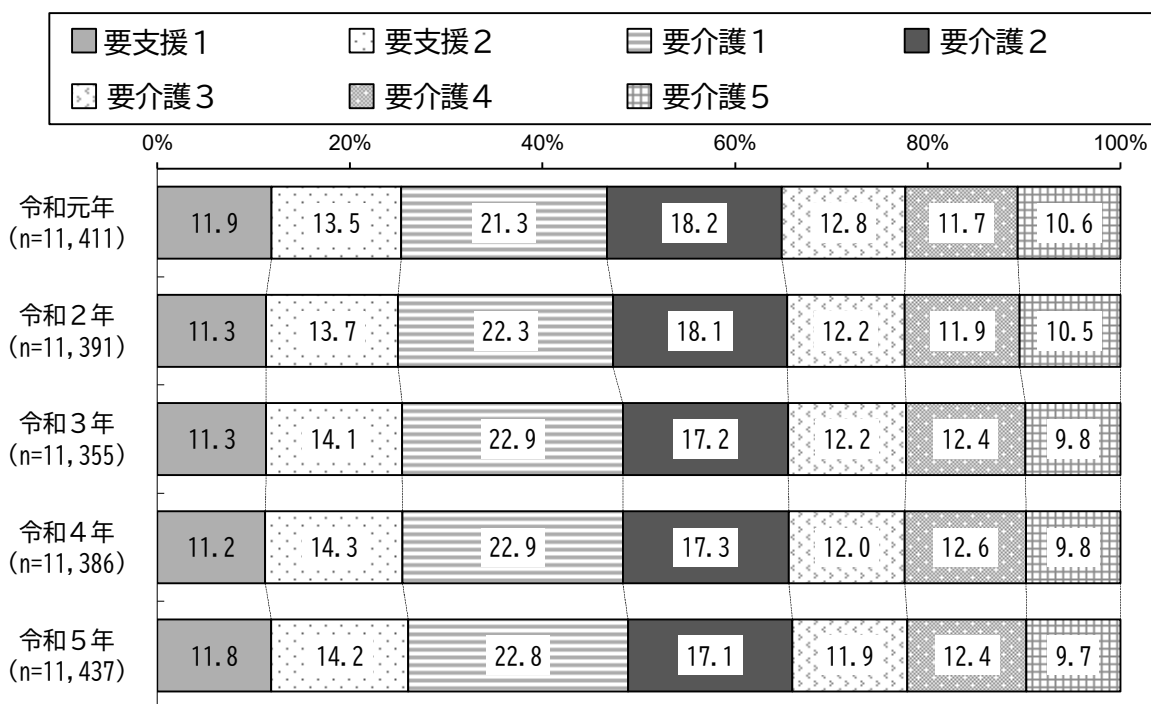 要支援１ 要支援２ 要介護１ 要介護２
要介護３ 要介護４ 要介護５
0% 20% 40% 60% 80% 100%
令和元年
(n=11,411)
11.9 13.5 21.3 18.2 12.8 11.7 10.6
令和２年
(n=11,391)
11.3 13.7 22.3 18.1 12.2 11.9 10.5
令和３年
(n=11,355)
11.3 14.1 22.9 17.2 12.2 12.4 9.8
令和４年
(n=11,386)
11.2 14.3 22.9 17.3 12.0 12.6 9.8
令和５年
(n=11,437)
11.8 14.2 22.8 17.1 11.9 12.4 9.7